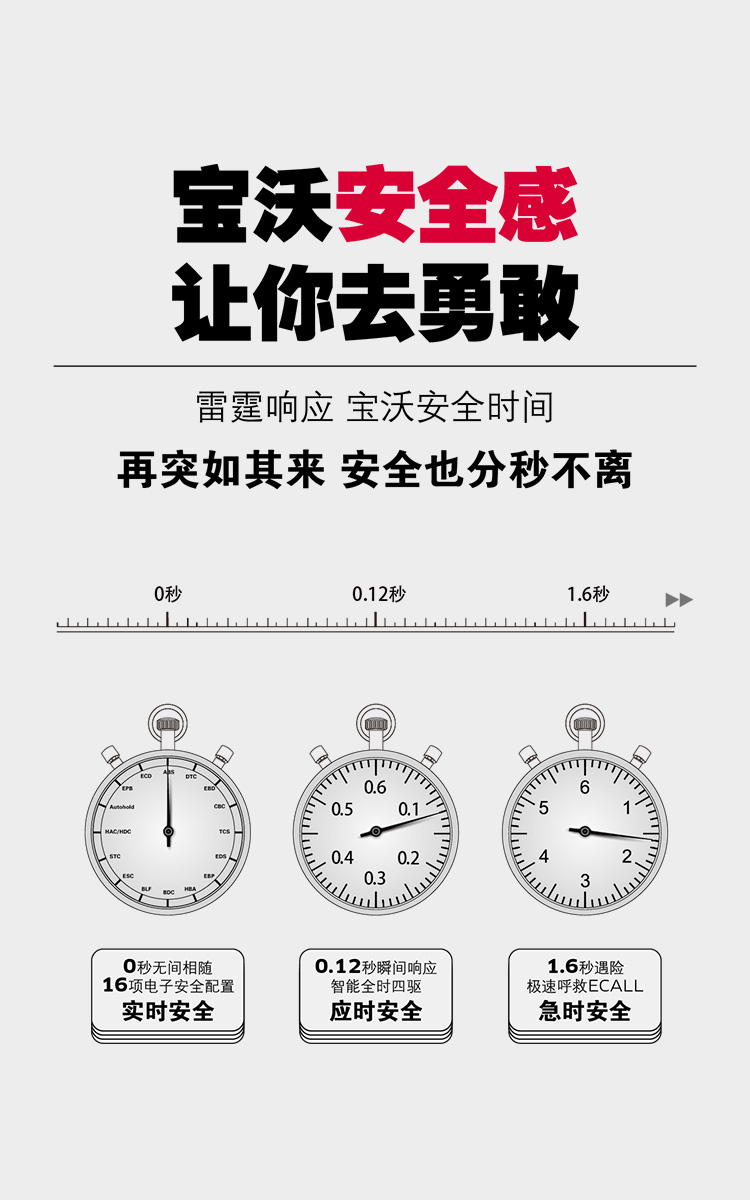 宝沃安全感
让你去勇敢
雷霆响应 宝沃安全时间
再突如其来 安全也分秒不离
0秒
0.12秒
1.6秒
ABS
DTC
EBD
CBC
TCS
EDS
EBP
HBA
BDC
BLF
ESC
STC
HAC/HDC
Autohold
EPB
ECD
0.6
0.1
0.2
0.3
0.4
0.5
6
1
2
3
4
5
0秒无间相随
16项电子安全配置
实时安全
0.12秒瞬间响应
智能全时四驱
应时安全
1.6秒遇险
极速呼救ECALL
急时安全